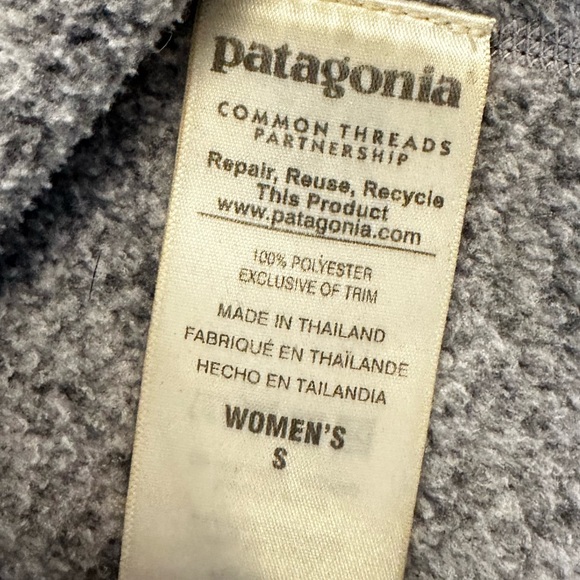 patagonia
COMMON THREADS
PARTNERSHIP
Repair, Reuse, Recycle
This Product
www.patagonia.com
100% POLYESTER
EXCLUSIVE OF TRIM
MADE IN THAILAND
FABRIQUÉ EN THAÏLANDE
HECHO EN TAILANDIA
WOMEN'S
S